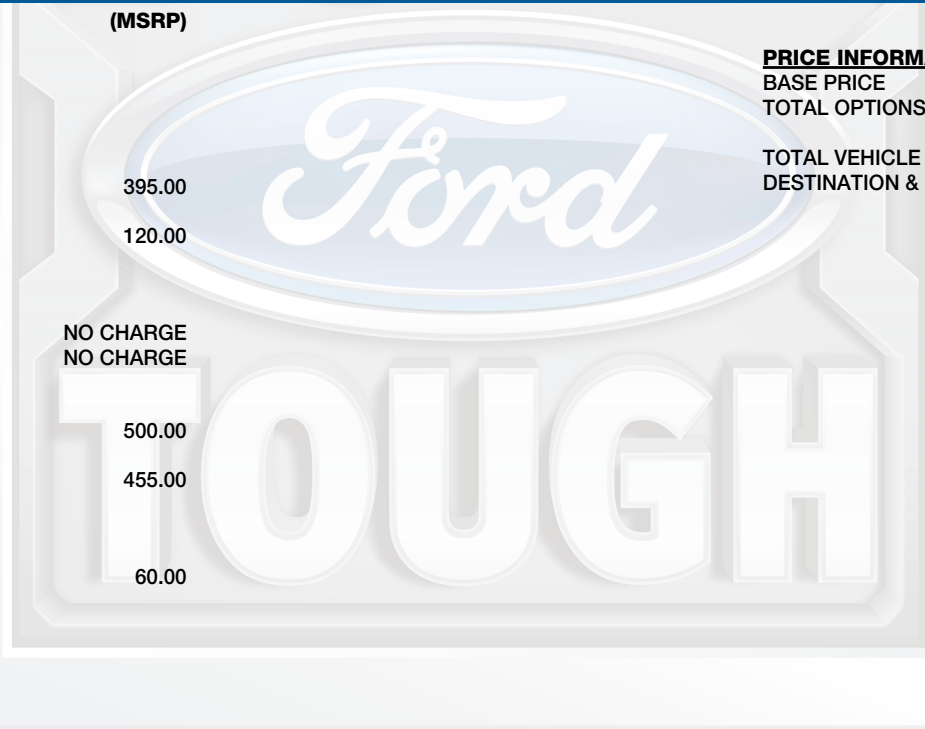 (MSRP)
395.00
120.00
NO CHARGE
NO CHARGE
500.00
455.00
60.00
PRICE INFORMA
BASE PRICE
TOTAL OPTIONS
TOTAL VEHICLE
DESTINATION &
Ford
TOUGH